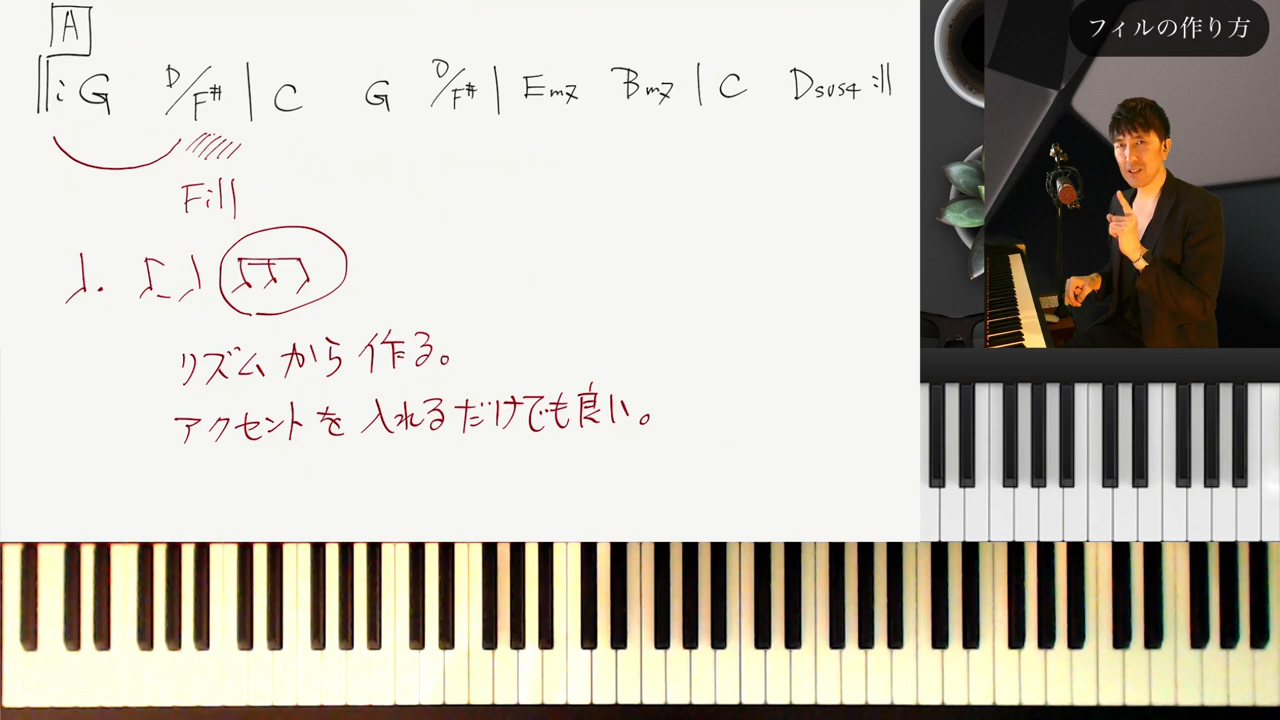 フィルの作り方
A
G D/F# | C G D/F# | Em7 Bm7 | C Dsus4
Fill
リズムから作る。
アクセントを入れるだけでも良い。